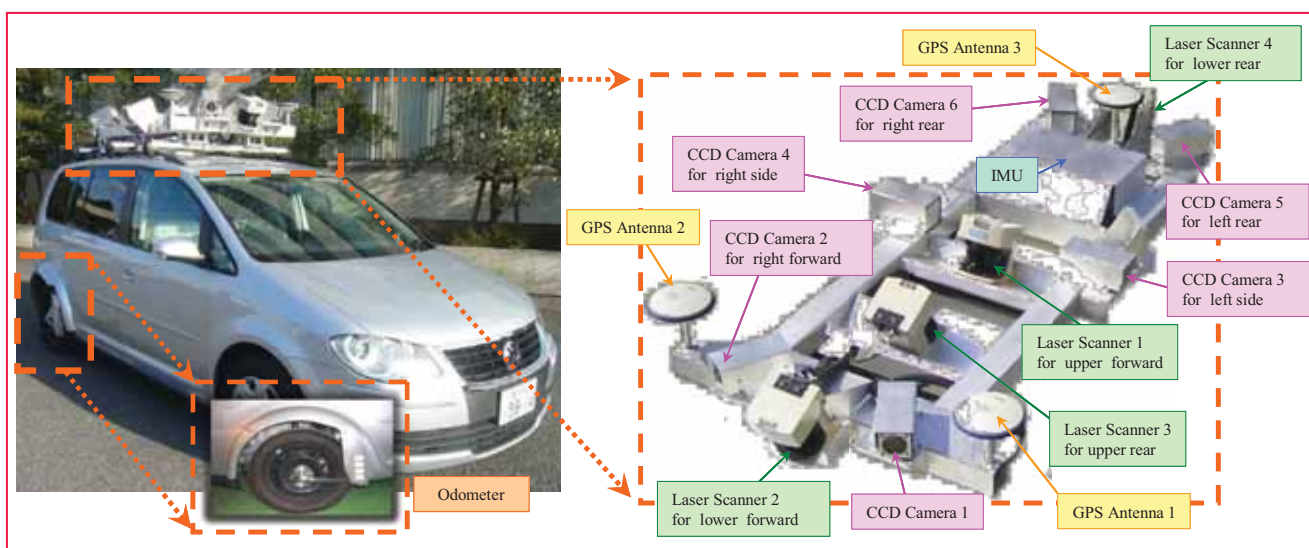 GPS Antenna 3
Laser Scanner 4
for lower rear
CCD Camera 6
for right rear
CCD Camera 4
for right side
IMU
GPS Antenna 2
CCD Camera 5
for left rear
CCD Camera 2
for right forward
CCD Camera 3
for left side
Laser Scanner 1
for upper forward
Laser Scanner 3
for upper rear
Odometer
Laser Scanner 2
for lower forward
CCD Camera 1
GPS Antenna 1